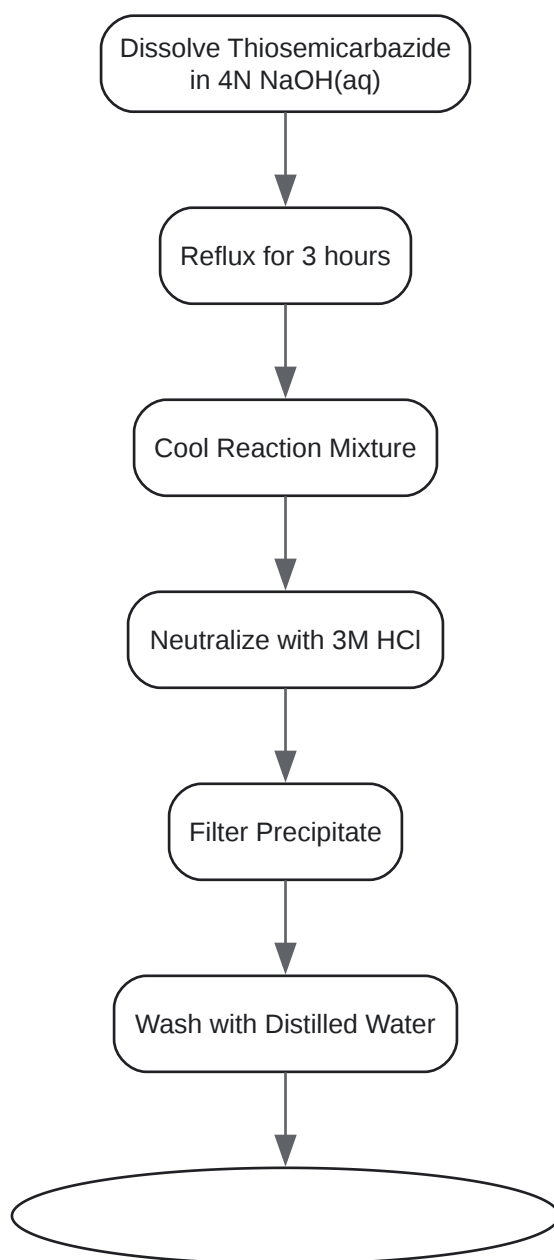 Dissolve Thiosemicarbazide
in 4N NaOH(aq)
Reflux for 3 hours
Cool Reaction Mixture
Neutralize with 3M HCl
Filter Precipitate
Wash with Distilled Water